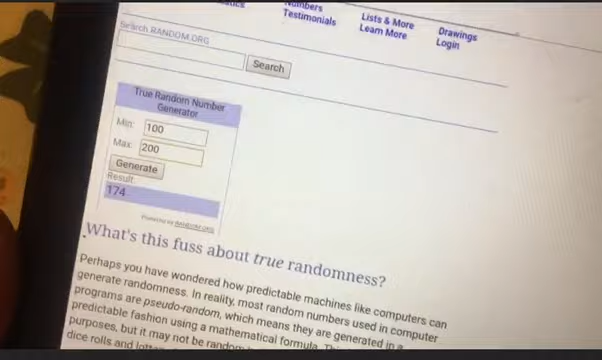 Numbers
Lists & More
Drawings
Testimonials
Learn More
Login
Search RANDOM.ORG
Search
True Random Number
Generator
Min: 100
Max: 200
Generate
Result:
174
Powered by RANDOM.ORG
What's this fuss about true randomness?
Perhaps you have wondered how predictable machines like computers can
generate randomness. In reality, most random numbers used in computer
programs are pseudo-random, which means they are generated in a
predictable fashion using a mathematical formula.
purposes, but it may not be
dice rolls and